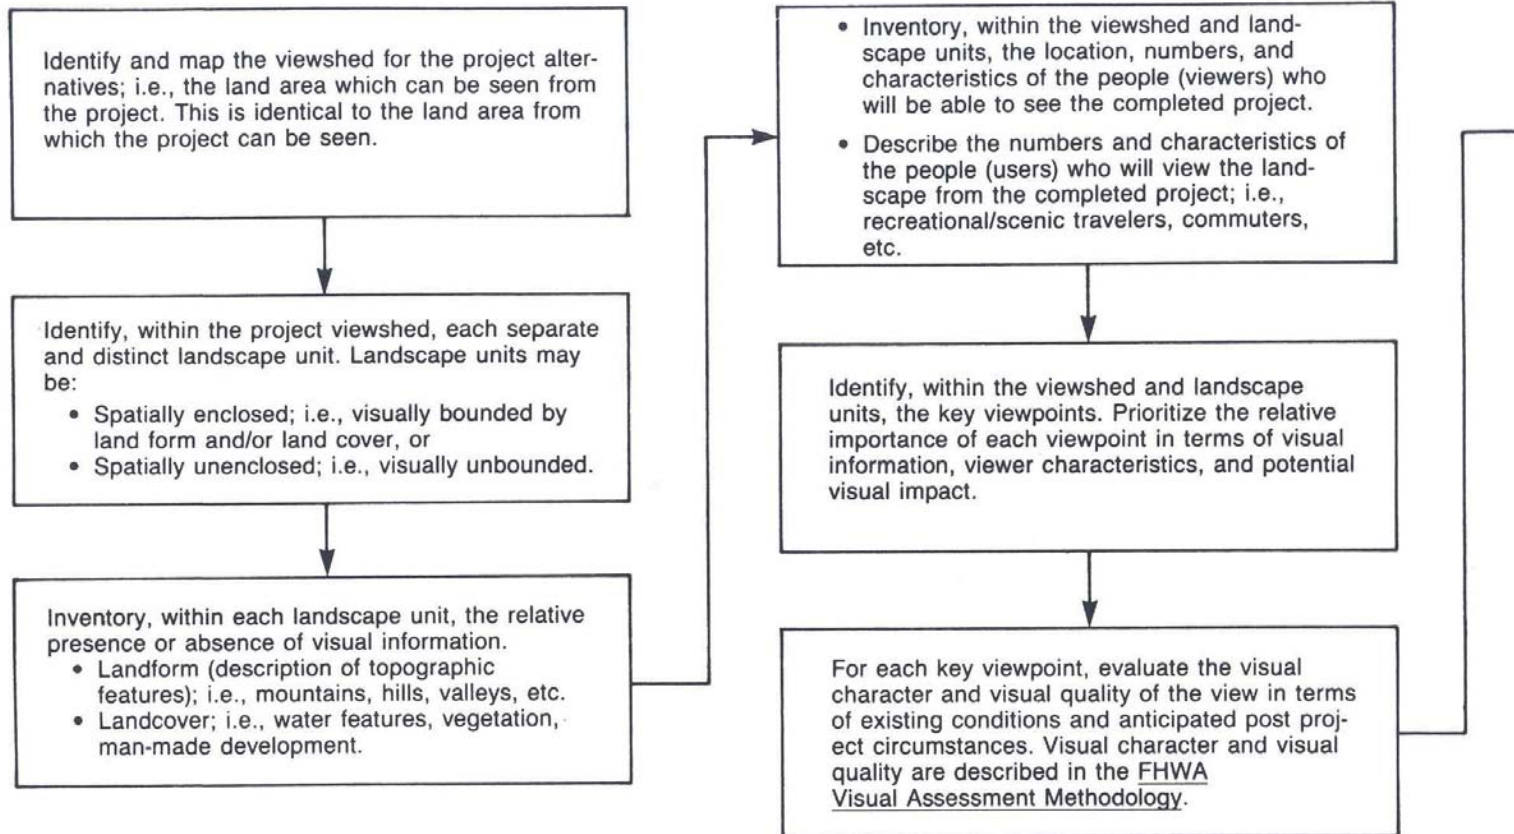 Identify and map the viewshed for the project alter-
natives; i.e., the land area which can be seen from
the project. This is identical to the land area from
which the project can be seen.
Identify, within the project viewshed, each separate
and distinct landscape unit. Landscape units may
be:
• Spatially enclosed; i.e., visually bounded by
land form and/or land cover, or
• Spatially unenclosed; i.e., visually unbounded.
Inventory, within each landscape unit, the relative
presence or absence of visual information.
• Landform (description of topographic
features); i.e., mountains, hills, valleys, etc.
• Landcover; i.e., water features, vegetation,
man-made development.
• Inventory, within the viewshed and land-
scape units, the location, numbers, and
characteristics of the people (viewers) who
will be able to see the completed project.
• Describe the numbers and characteristics of
the people (users) who will view the land-
scape from the completed project; i.e.,
recreational/scenic travelers, commuters,
etc.
Identify, within the viewshed and landscape
units, the key viewpoints. Prioritize the relative
importance of each viewpoint in terms of visual
information, viewer characteristics, and potential
visual impact.
For each key viewpoint, evaluate the visual
character and visual quality of the view in terms
of existing conditions and anticipated post proj-
ect circumstances. Visual character and visual
quality are described in the FHWA
Visual Assessment Methodology.